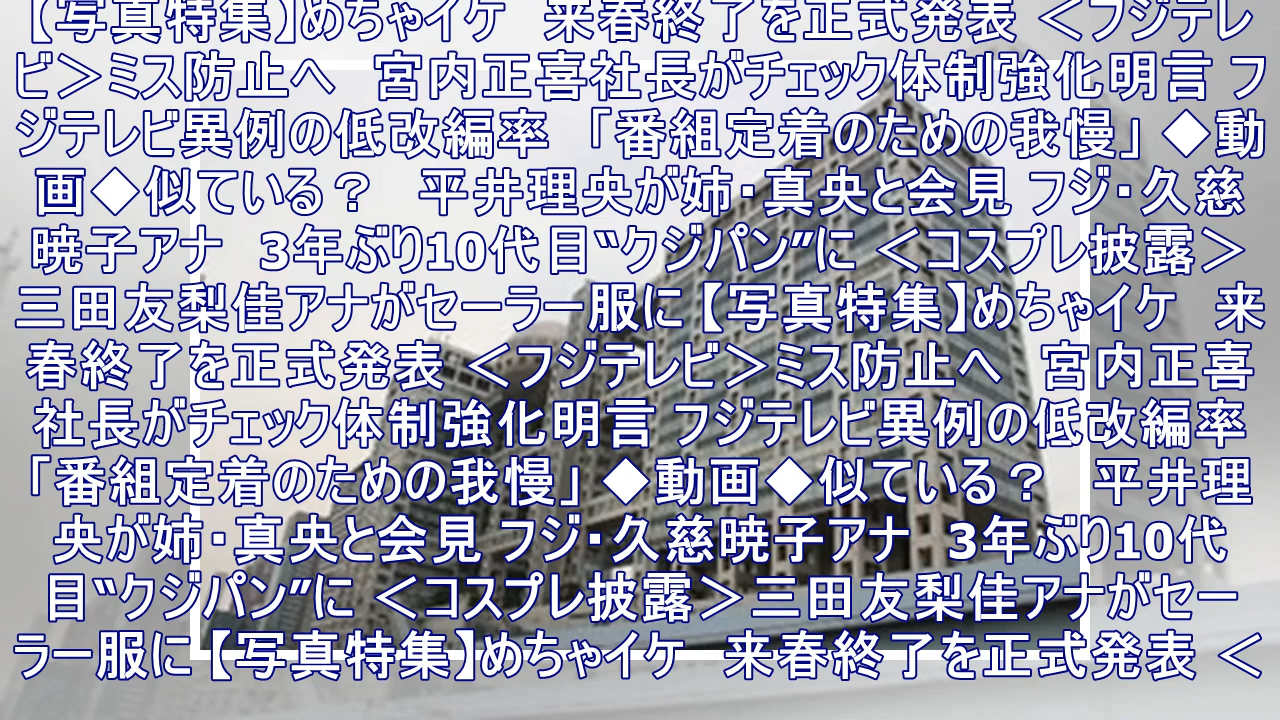 【写真特集】めちゃイケ　来春終了を正式発表 ＜フジテレ
ビ＞ミス防止へ　宮内正喜社長がチェック体制強化明言 フ
ジテレビ異例の低改編率　「番組定着のための我慢」 ◆動
画◆似ている？　平井理央が姉・真央と会見 フジ・久慈
暁子アナ　3年ぶり10代目“クジパン”に ＜コスプレ披露＞
三田友梨佳アナがセーラー服に 【写真特集】めちゃイケ　来
春終了を正式発表 ＜フジテレビ＞ミス防止へ　宮内正喜
社長がチェック体制強化明言 フジテレビ異例の低改編率
「番組定着のための我慢」 ◆動画◆似ている？　平井理
央が姉・真央と会見 フジ・久慈暁子アナ　3年ぶり10代
目“クジパン”に ＜コスプレ披露＞三田友梨佳アナがセー
ラー服に 【写真特集】めちゃイケ　来春終了を正式発表 ＜